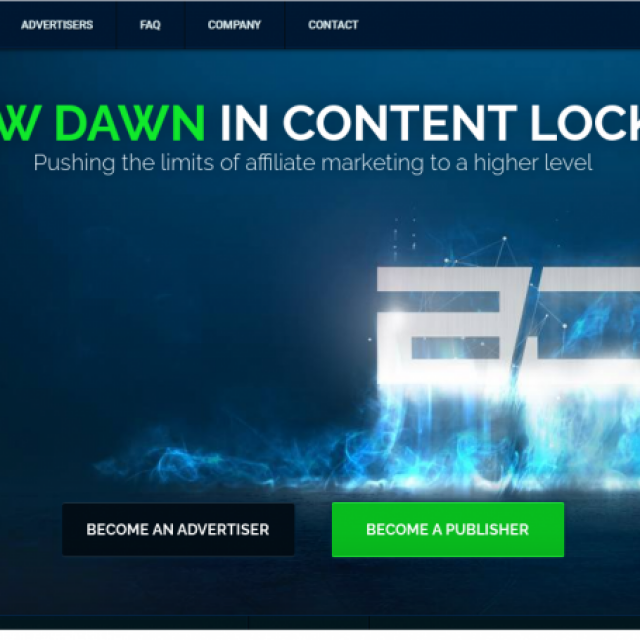 ADVERTISERS FAQ COMPANY CONTACT
W DAWN IN CONTENT LOCK
Pushing the limits of affiliate marketing to a higher level
BECOME AN ADVERTISER BECOME A PUBLISHER